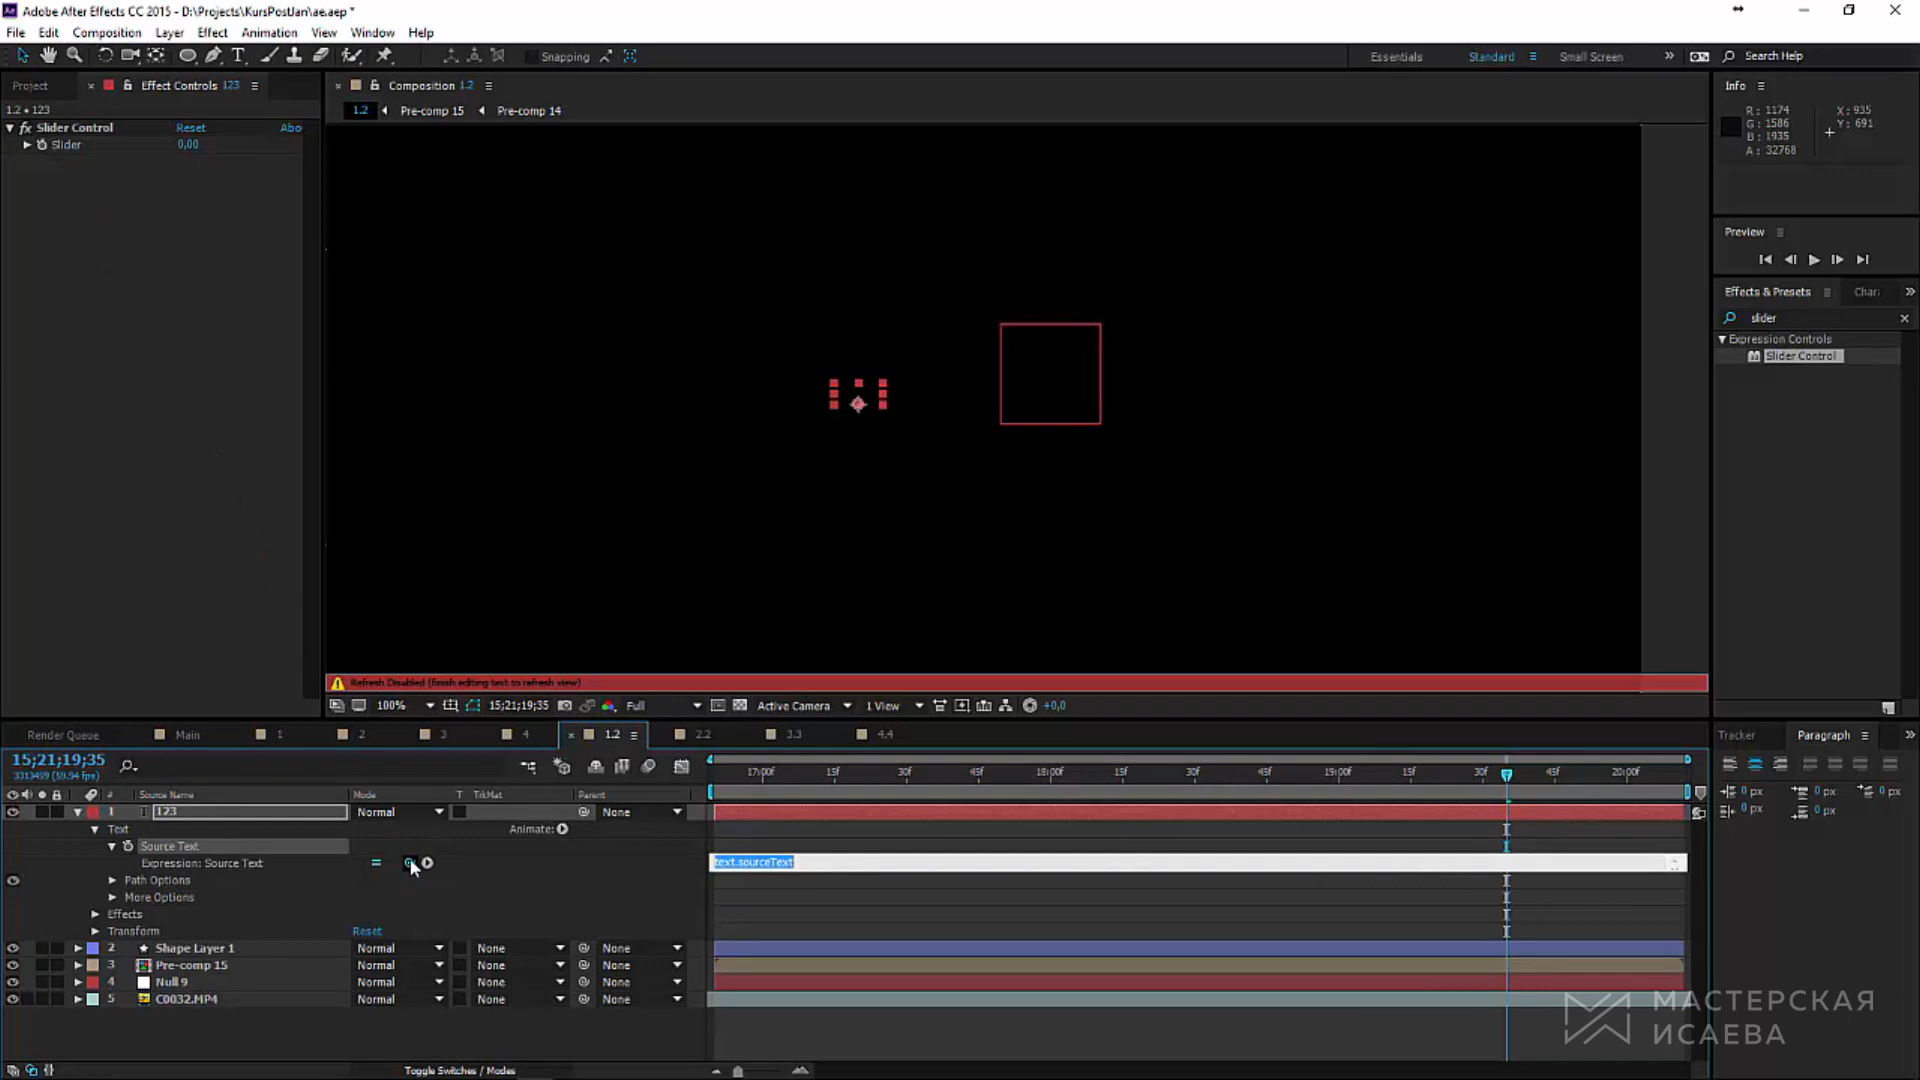 Adobe After Effects CC 2015 - D:\Projects\KursPostJan\ae.aep *
File Edit Composition Layer Effect Animation View Window Help
Snapping
Essentials Standard Small Screen Search Help
Project Effect Controls 123
Composition 1.2
Info
1.2 • 123
1.2 Pre-comp 15 Pre-comp 14
R: 1174 X: 935
G: 1586 Y: 691
B: 1935
A: 32768
fx Slider Control Reset Abo
Slider 0,00
Preview
Effects & Presets Char
slider
Expression Controls
Slider Control
Refresh Disabled (finish editing text to refresh view)
100% 15;21;19;35 Full Active Camera 1 View +0,0
Render Queue Main 1 2 3 4 1.2 2.2 3.3 4.4
Tracker Paragraph
15;21;19;35
3313499 (59.94 fps)
17:00f 15f 30f 45f 18:00f 15f 30f 45f 19:00f 15f 30f 45f 20:00f
# Source Name Mode T TrkMat Parent
0 px 0 px 0 px
0 px 0 px
1 T 123 Normal None
Text Animate:
Source Text
Expression: Source Text text.sourceText
Path Options
More Options
Effects
Transform Reset
2 Shape Layer 1 Normal None None
3 Pre-comp 15 Normal None None
4 Null 9 Normal None None
5 C0032.MP4 Normal None None
МАСТЕРСКАЯ
ИСАЕВА
Toggle Switches / Modes